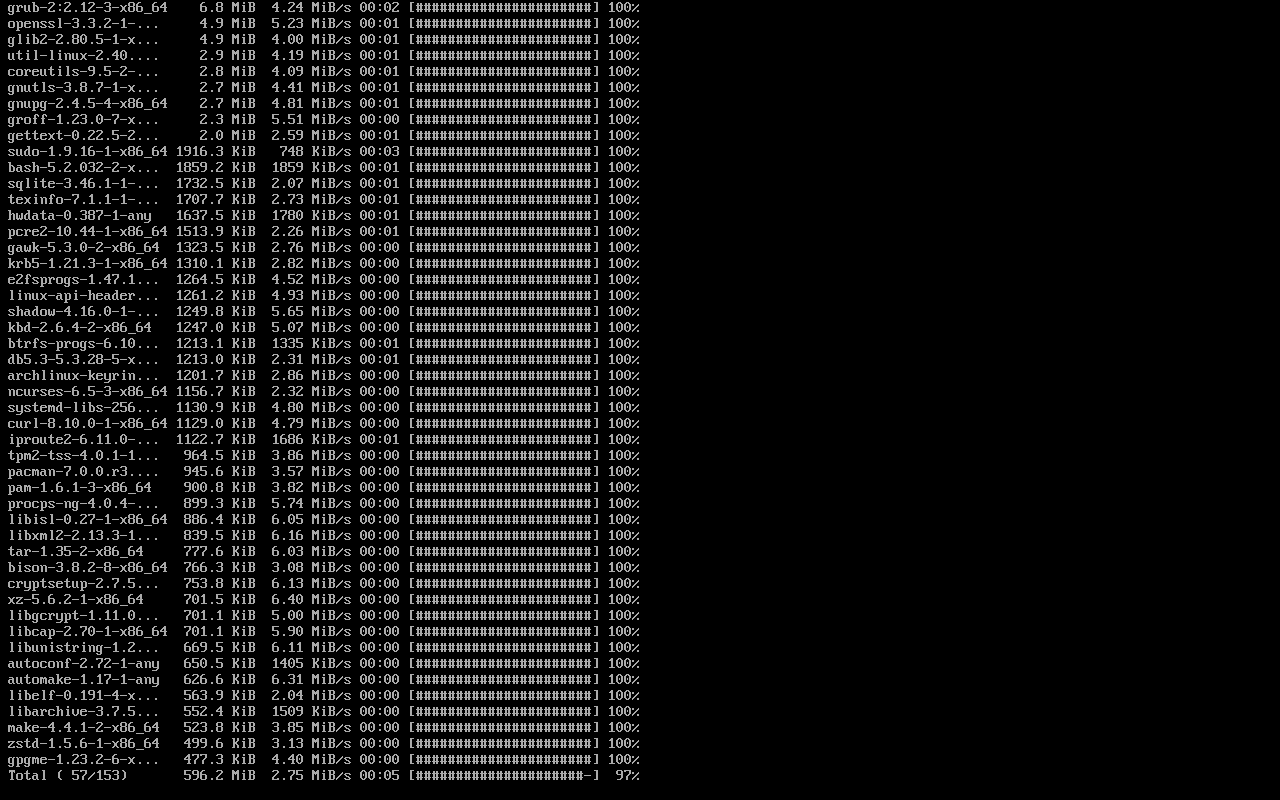 grub-2:2.12-3-x86_64    6.8 MiB  4.24 MiB/s 00:02 [######################] 100%
openssl-3.3.2-1-...     4.9 MiB  5.23 MiB/s 00:01 [######################] 100%
glib2-2.80.5-1-x...     4.9 MiB  4.00 MiB/s 00:01 [######################] 100%
util-linux-2.40....     2.9 MiB  4.19 MiB/s 00:01 [######################] 100%
coreutils-9.5-2-...     2.8 MiB  4.09 MiB/s 00:01 [######################] 100%
gnutls-3.8.7-1-x...     2.7 MiB  4.41 MiB/s 00:01 [######################] 100%
gnupg-2.4.5-4-x86_64    2.7 MiB  4.81 MiB/s 00:01 [######################] 100%
groff-1.23.0-7-x...     2.3 MiB  5.51 MiB/s 00:00 [######################] 100%
gettext-0.22.5-2...     2.0 MiB  2.59 MiB/s 00:01 [######################] 100%
sudo-1.9.16-1-x86_64 1916.3 KiB   748 KiB/s 00:03 [######################] 100%
bash-5.2.032-2-x...  1859.2 KiB  1859 KiB/s 00:01 [######################] 100%
sqlite-3.46.1-1-...  1732.5 KiB  2.07 MiB/s 00:01 [######################] 100%
texinfo-7.1.1-1-...  1707.7 KiB  2.73 MiB/s 00:01 [######################] 100%
hwdata-0.387-1-any   1637.5 KiB  1780 KiB/s 00:01 [######################] 100%
pcre2-10.44-1-x86_64 1513.9 KiB  2.26 MiB/s 00:01 [######################] 100%
gawk-5.3.0-2-x86_64  1323.5 KiB  2.76 MiB/s 00:00 [######################] 100%
krb5-1.21.3-1-x86_64 1310.1 KiB  2.82 MiB/s 00:00 [######################] 100%
e2fsprogs-1.47.1...  1264.5 KiB  4.52 MiB/s 00:00 [######################] 100%
linux-api-header...  1261.2 KiB  4.93 MiB/s 00:00 [######################] 100%
shadow-4.16.0-1-...  1249.8 KiB  5.65 MiB/s 00:00 [######################] 100%
kbd-2.6.4-2-x86_64   1247.0 KiB  5.07 MiB/s 00:00 [######################] 100%
btrfs-progs-6.10...  1213.1 KiB  1335 KiB/s 00:01 [######################] 100%
db5.3-5.3.28-5-x...  1213.0 KiB  2.31 MiB/s 00:01 [######################] 100%
archlinux-keyrin...  1201.7 KiB  2.86 MiB/s 00:00 [######################] 100%
ncurses-6.5-3-x86_64 1156.7 KiB  2.32 MiB/s 00:00 [######################] 100%
systemd-libs-256...  1130.9 KiB  4.80 MiB/s 00:00 [######################] 100%
curl-8.10.0-1-x86_64 1129.0 KiB  4.79 MiB/s 00:00 [######################] 100%
iproute2-6.11.0-...  1122.7 KiB  1686 KiB/s 00:01 [######################] 100%
tpm2-tss-4.0.1-1...   964.5 KiB  3.86 MiB/s 00:00 [######################] 100%
pacman-7.0.0.r3....   945.6 KiB  3.57 MiB/s 00:00 [######################] 100%
pam-1.6.1-3-x86_64    900.8 KiB  3.82 MiB/s 00:00 [######################] 100%
procps-ng-4.0.4-...   899.3 KiB  5.74 MiB/s 00:00 [######################] 100%
libisl-0.27-1-x86_64  886.4 KiB  6.05 MiB/s 00:00 [######################] 100%
libxml2-2.13.3-1...   839.5 KiB  6.16 MiB/s 00:00 [######################] 100%
tar-1.35-2-x86_64     777.6 KiB  6.03 MiB/s 00:00 [######################] 100%
bison-3.8.2-8-x86_64  766.3 KiB  3.08 MiB/s 00:00 [######################] 100%
cryptsetup-2.7.5...   753.8 KiB  6.13 MiB/s 00:00 [######################] 100%
xz-5.6.2-1-x86_64     701.5 KiB  6.40 MiB/s 00:00 [######################] 100%
libgcrypt-1.11.0...   701.1 KiB  5.00 MiB/s 00:00 [######################] 100%
libcap-2.70-1-x86_64  701.1 KiB  5.90 MiB/s 00:00 [######################] 100%
libunistring-1.2...   669.5 KiB  6.11 MiB/s 00:00 [######################] 100%
autoconf-2.72-1-any   650.5 KiB  1405 KiB/s 00:00 [######################] 100%
automake-1.17-1-any   626.6 KiB  6.31 MiB/s 00:00 [######################] 100%
libelf-0.191-4-x...   563.9 KiB  2.04 MiB/s 00:00 [######################] 100%
libarchive-3.7.5...   552.4 KiB  1509 KiB/s 00:00 [######################] 100%
make-4.4.1-2-x86_64   523.8 KiB  3.85 MiB/s 00:00 [######################] 100%
zstd-1.5.6-1-x86_64   499.6 KiB  3.13 MiB/s 00:00 [######################] 100%
gpgme-1.23.2-6-x...   477.3 KiB  4.40 MiB/s 00:00 [######################] 100%
Total ( 57/153)       596.2 MiB  2.75 MiB/s 00:05 [#####################-]  97%